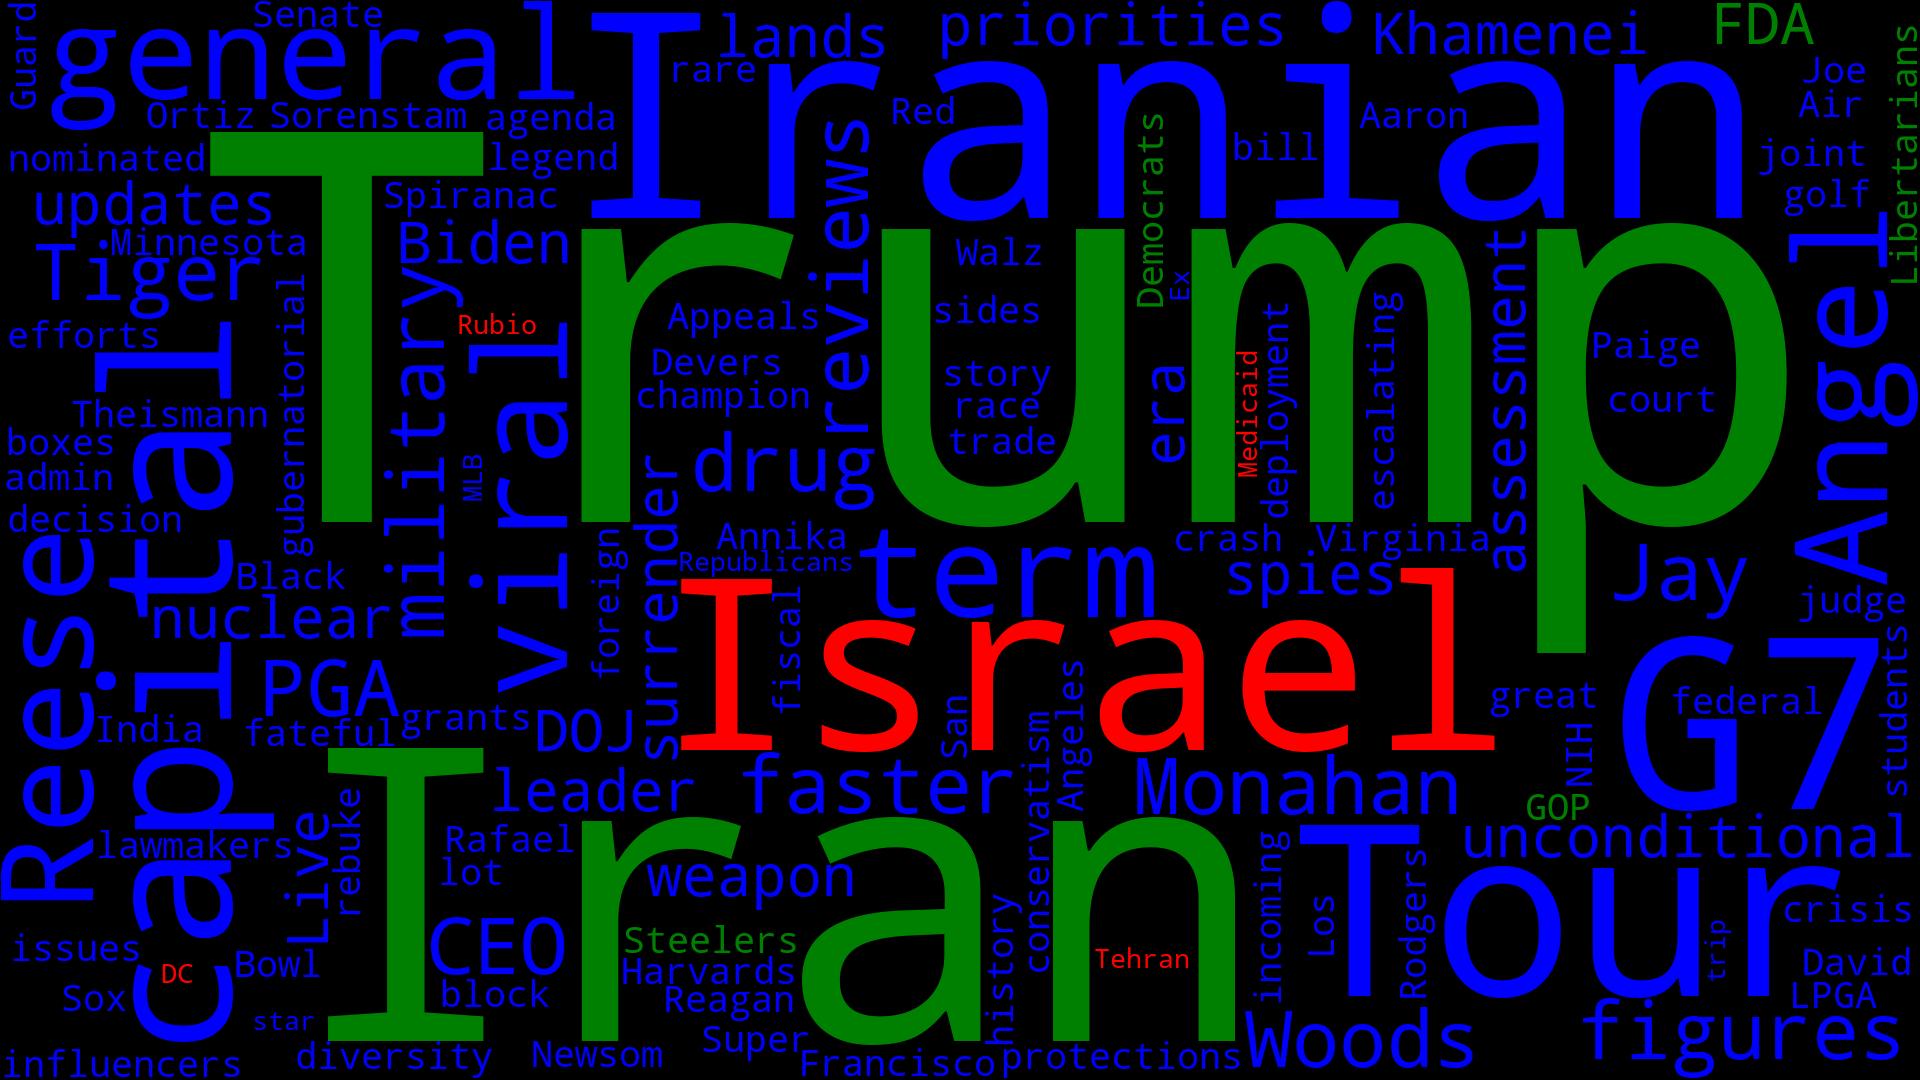 Guard
Senate
general
Iranian
lands
priorities
Khamenei
FDA
rare
Joe
Air
Libertarians
Ortiz
Sorenstam
agenda
Red
Democrats
Aaron
bill
joint
golf
nominated
Trump
legend
Spiranac
reviews
updates
Minnesota
Tiger
Biden
Walz
Ex
assessment
Angel
efforts
capital
gubernatorial
military
Rubio
viral
Appeals
sides
Devers
champion
story
race
trade
era
Medicaid
deployment
escalating
Paige
court
Theismann
boxes
admin
MLB
drug
decision
Reese
Black
nuclear
foreign
surrender
Annika
Republicans
term
crash
Virginia
spies
Jay
judge
Israel
fiscal
G7
federal
students
PGA
India
fateful
grants
DOJ
San
Angeles
conservatism
great
NIH
Iran
leader
faster
Monahan
GOP
unconditional
lawmakers
Live
rebuke
Rafael
lot
weapon
history
incoming
Tour
Los
Rodgers
trip
crisis
issues
DC
Bowl
CEO
Steelers
Harvards
Tehran
David
Sox
block
Reagan
LPGA
star
Super
Woods
figures
influencers
diversity
Newsom
Francisco
protections